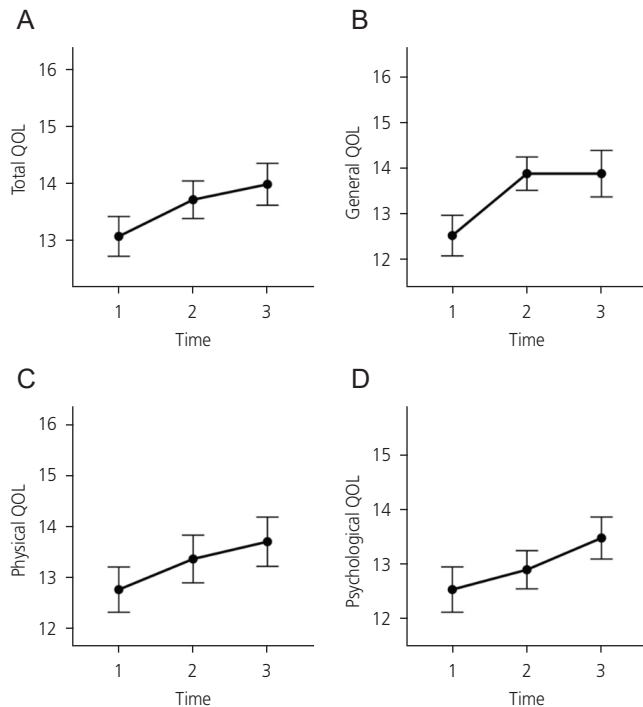 A
16
15
14
13
Total QOL
1 2 3
Time
B
16
15
14
13
12
General QOL
1 2 3
Time
C
16
15
14
13
12
Physical QOL
1 2 3
Time
D
15
14
13
12
Psychological QOL
1 2 3
Time